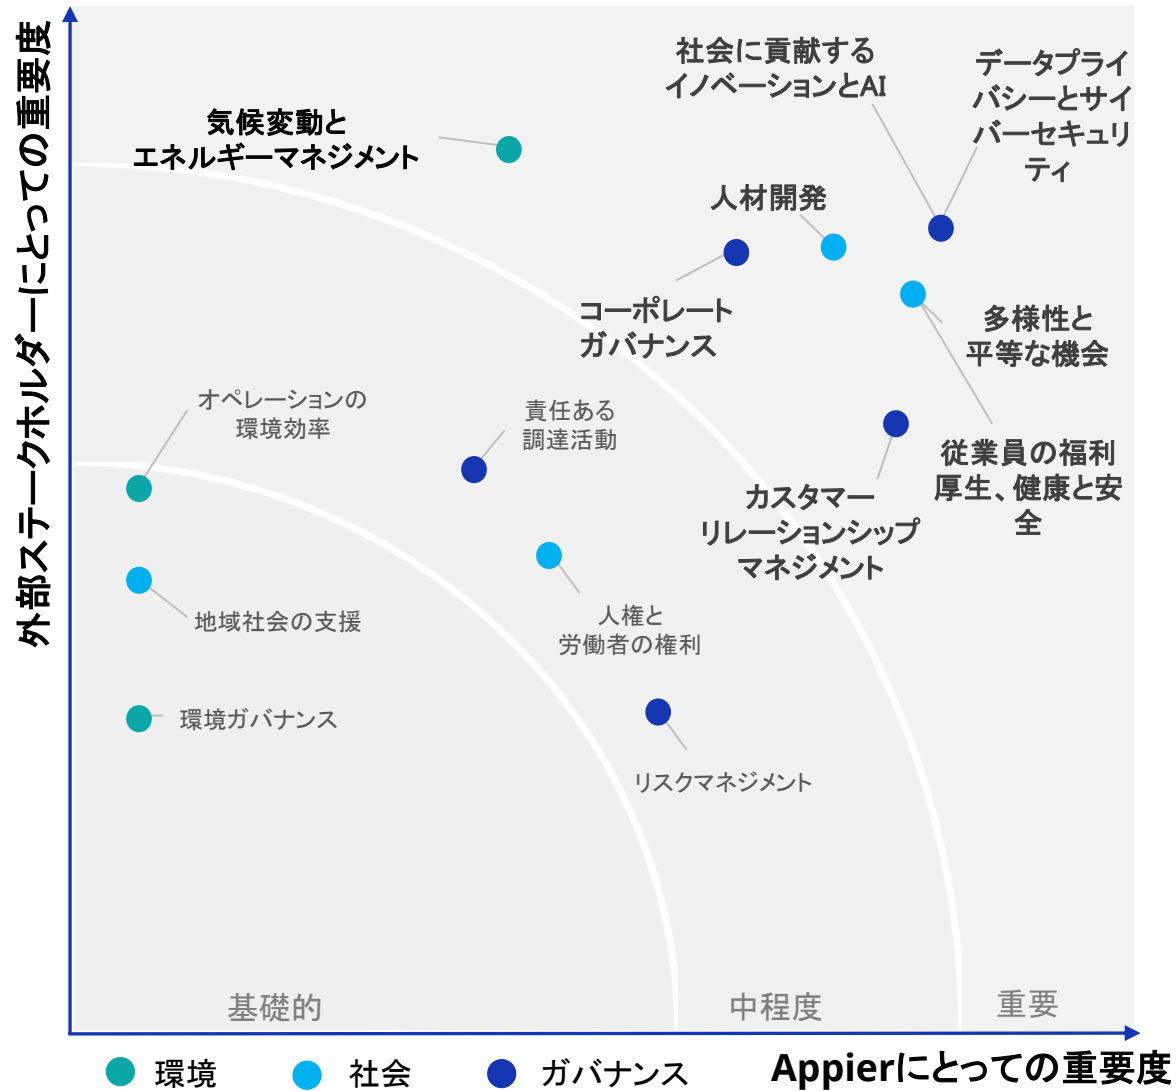 外部ステークホルダーにとっての重要度
社会に貢献する
イノベーションとAI
データプライ
バシーとサイ
バーセキュリ
ティ
気候変動と
エネルギーマネジメント
人材開発
コーポレート
ガバナンス
多様性と
平等な機会
オペレーションの
環境効率
責任ある
調達活動
従業員の福利
厚生、健康と安
全
カスタマー
リレーションシップ
マネジメント
地域社会の支援
人権と
労働者の権利
環境ガバナンス
リスクマネジメント
基礎的
中程度
重要
環境
社会
ガバナンス
Appierにとっての重要度